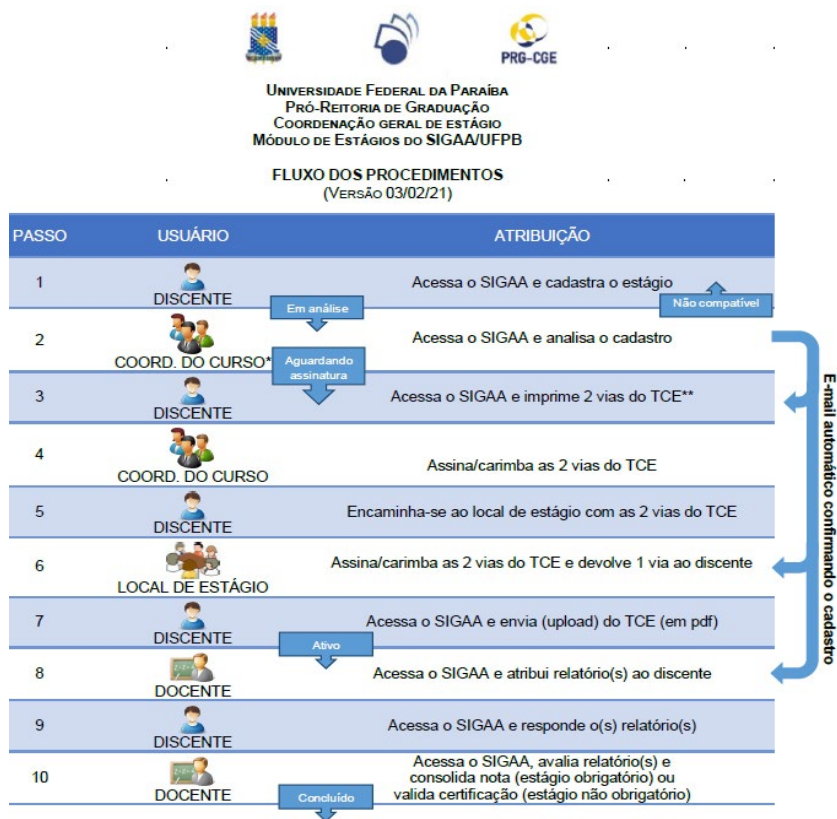 PRG-CGE
UNIVERSIDADE FEDERAL DA PARAÍBA
PRÓ-REITORIA DE GRADUAÇÃO
COORDENAÇÃO GERAL DE ESTÁGIO
MÓDULO DE ESTÁGIOS DO SIGAA/UFPB
FLUXO DOS PROCEDIMENTOS
(VERSÃO 03/02/21)
PASSO USUÁRIO ATRIBUIÇÃO
1 DISCENTE Acessa o SIGAA e cadastra o estágio
Em análise Não compatível
2 COORD. DO CURSO* Acessa o SIGAA e analisa o cadastro
Aguardando
assinatura
3 DISCENTE Acessa o SIGAA e imprime 2 vias do TCE**
4 COORD. DO CURSO Assina/carimba as 2 vias do TCE
5 DISCENTE Encaminha-se ao local de estágio com as 2 vias do TCE
6 LOCAL DE ESTÁGIO Assina/carimba as 2 vias do TCE e devolve 1 via ao discente
7 DISCENTE Acessa o SIGAA e envia (upload) do TCE (em pdf)
Ativo
8 DOCENTE Acessa o SIGAA e atribui relatório(s) ao discente
9 DISCENTE Acessa o SIGAA e responde o(s) relatório(s)
10 DOCENTE Acessa o SIGAA, avalia relatório(s) e
consolida nota (estágio obrigatório) ou
valida certificação (estágio não obrigatório)
Concluído
E-mail automático confirmando o cadastro